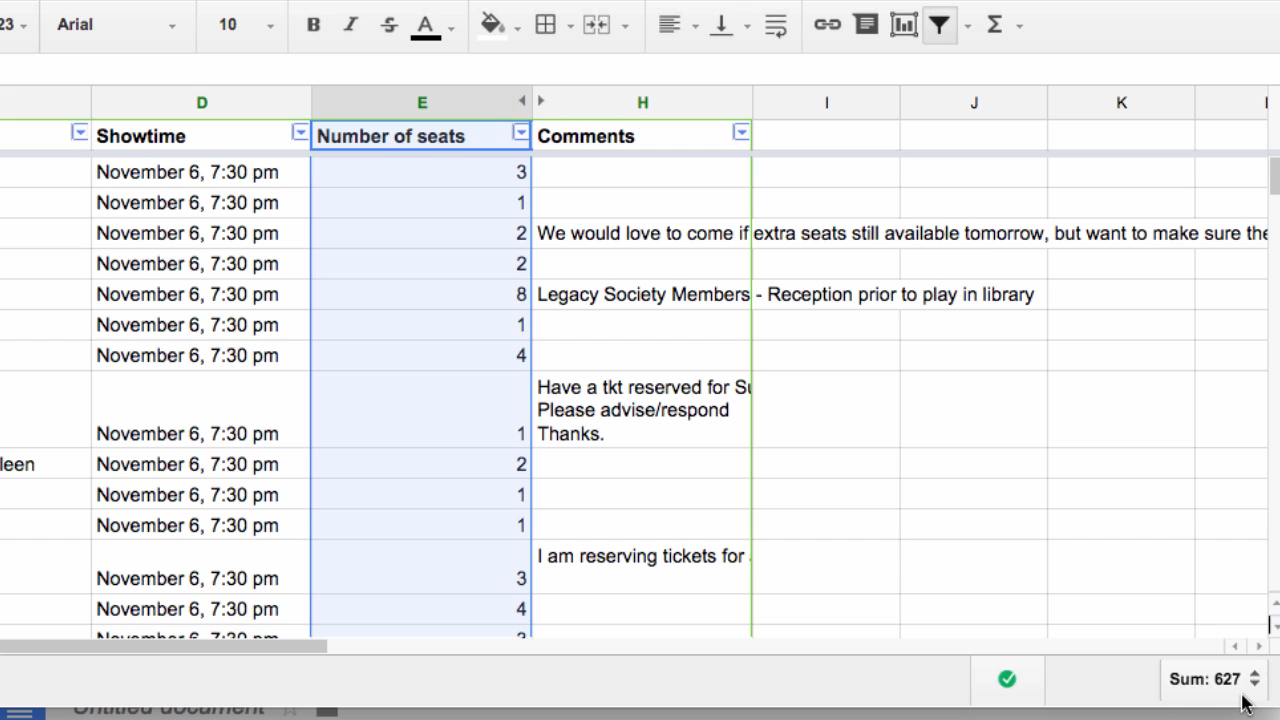 23 Arial 10 B I S A Σ
D E H I J K
Showtime Number of seats Comments
November 6, 7:30 pm 3
November 6, 7:30 pm 1
November 6, 7:30 pm 2 We would love to come if extra seats still available tomorrow, but want to make sure the
November 6, 7:30 pm 2
November 6, 7:30 pm 8 Legacy Society Members - Reception prior to play in library
November 6, 7:30 pm 1
November 6, 7:30 pm 4
Have a tkt reserved for Su
Please advise/respond
November 6, 7:30 pm 1 Thanks.
leen November 6, 7:30 pm 2
November 6, 7:30 pm 1
November 6, 7:30 pm 1
I am reserving tickets for
November 6, 7:30 pm 3
November 6, 7:30 pm 4
November 6, 7:30 pm
Sum: 627
Untitled document